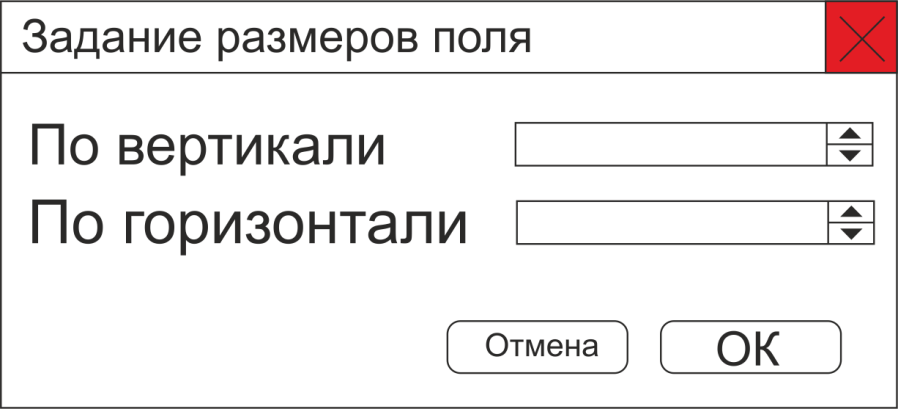 Задание размеров поля
По вертикали
По горизонтали
Отмена ОК